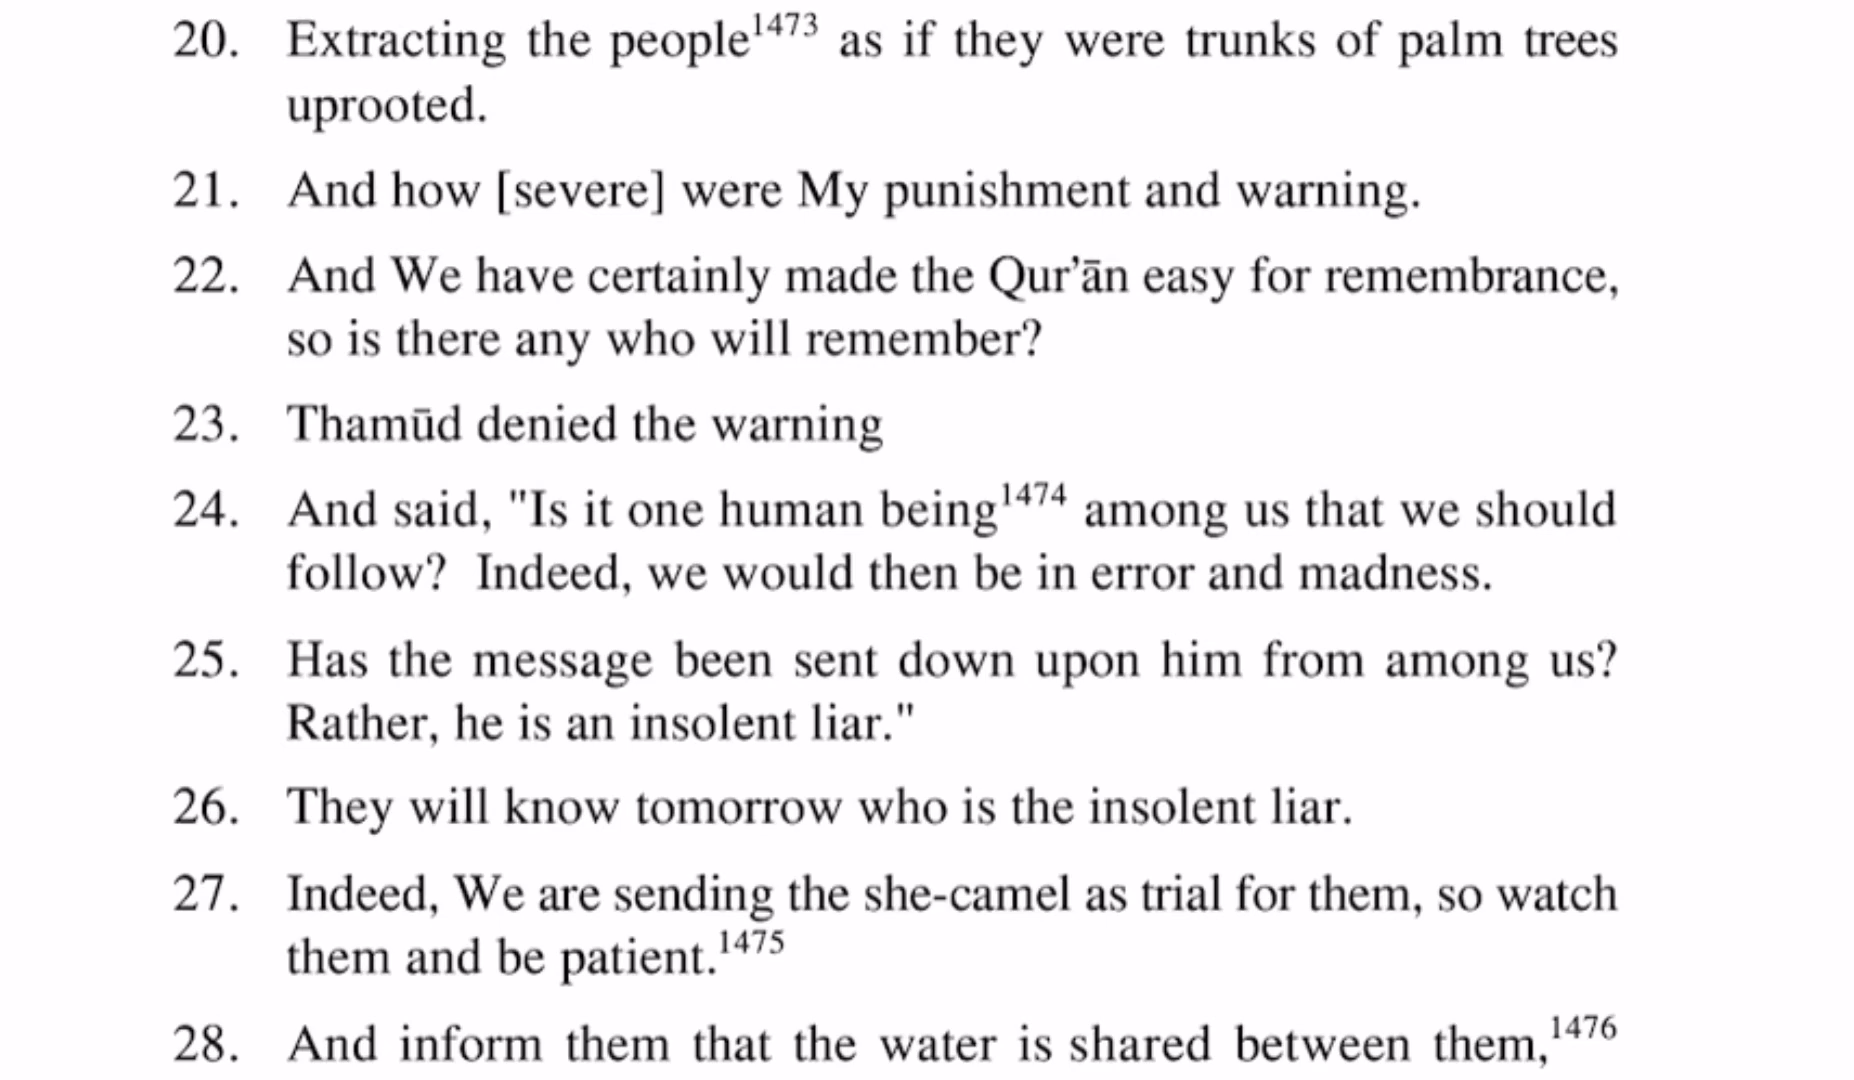 20. Extracting the people1473 as if they were trunks of palm trees
uprooted.
21. And how [severe] were My punishment and warning.
22. And We have certainly made the Qur’ān easy for remembrance,
so is there any who will remember?
23. Thamūd denied the warning
24. And said, "Is it one human being1474 among us that we should
follow? Indeed, we would then be in error and madness.
25. Has the message been sent down upon him from among us?
Rather, he is an insolent liar."
26. They will know tomorrow who is the insolent liar.
27. Indeed, We are sending the she-camel as trial for them, so watch
them and be patient.1475
28. And inform them that the water is shared between them,1476